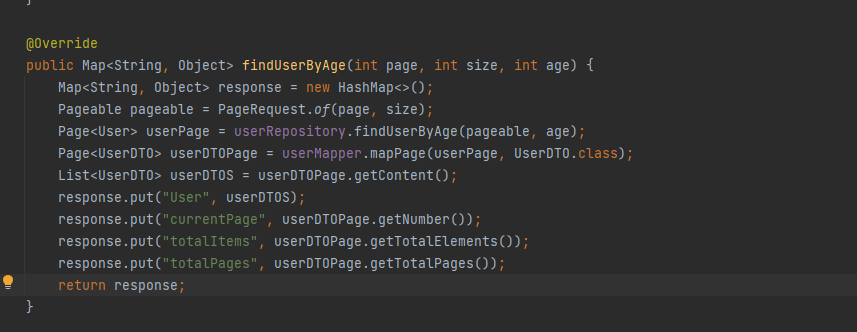 }
@Override
public Map<String, Object> findUserByAge(int page, int size, int age) {
    Map<String, Object> response = new HashMap<>();
    Pageable pageable = PageRequest.of(page, size);
    Page<User> userPage = userRepository.findUserByAge(pageable, age);
    Page<UserDTO> userDTOPage = userMapper.mapPage(userPage, UserDTO.class);
    List<UserDTO> userDTOS = userDTOPage.getContent();
    response.put("User", userDTOS);
    response.put("currentPage", userDTOPage.getNumber());
    response.put("totalItems", userDTOPage.getTotalElements());
    response.put("totalPages", userDTOPage.getTotalPages());
    return response;
}